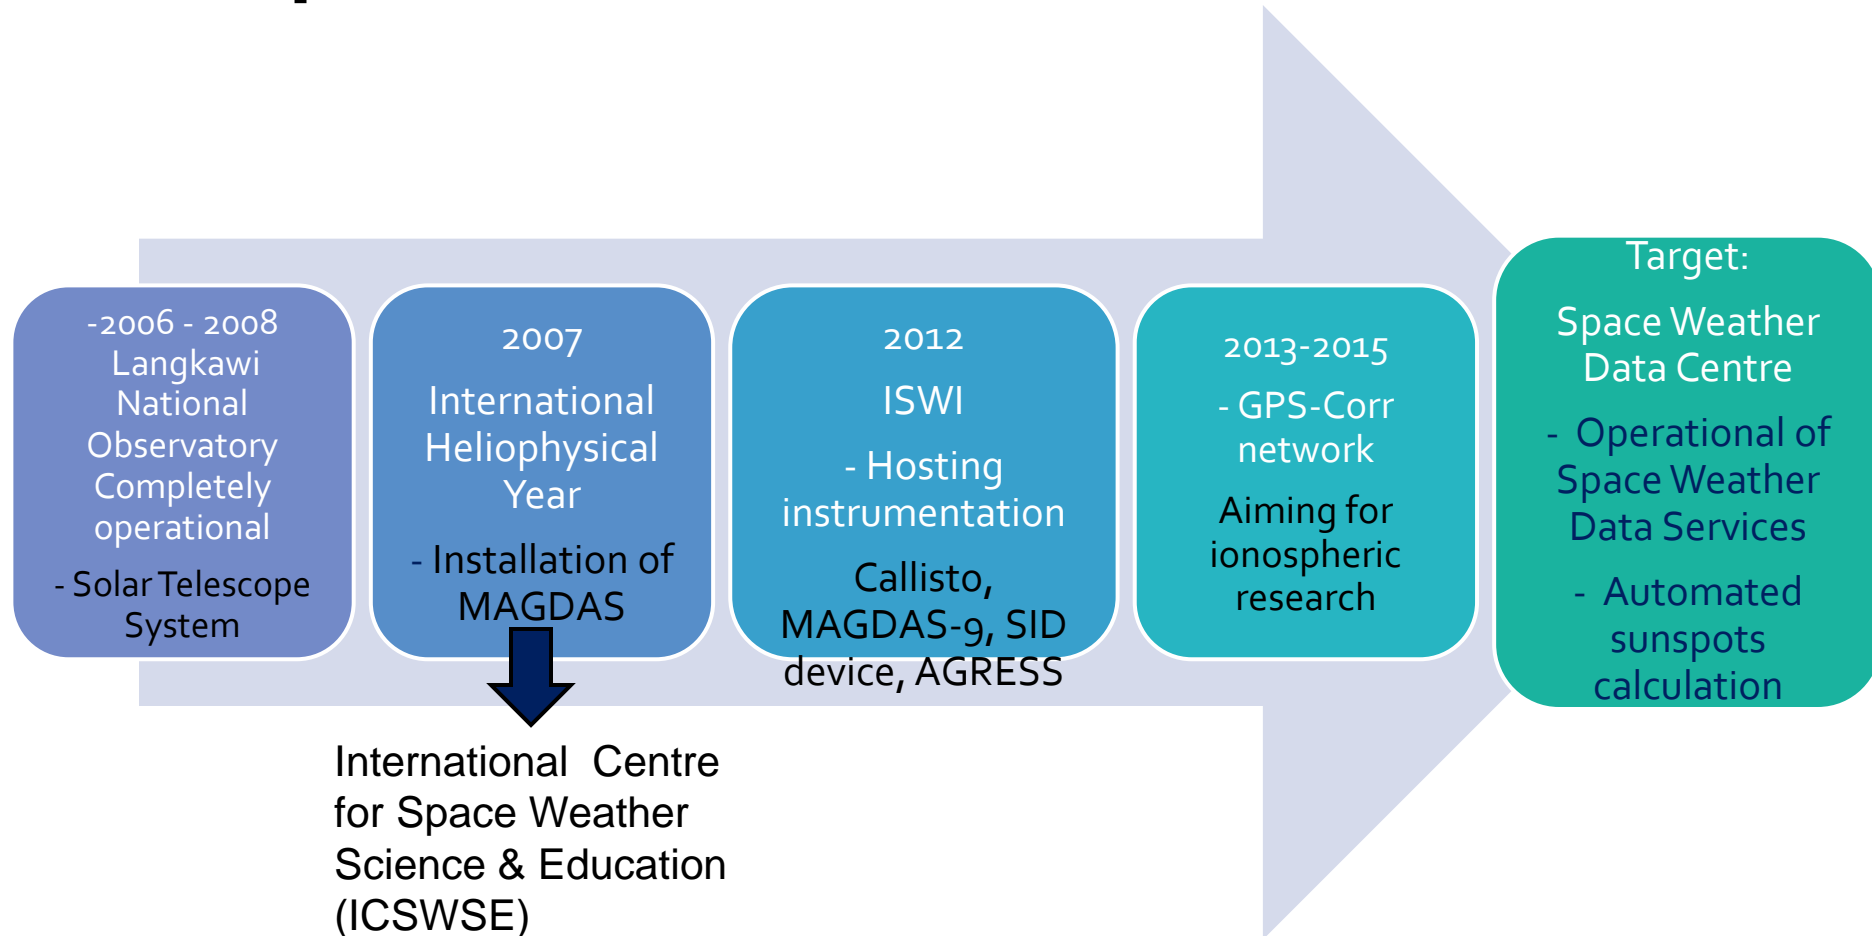 -2006 - 2008
Langkawi
National
Observatory
Completely
operational
- Solar Telescope
System
2007
International
Heliophysical
Year
- Installation of
MAGDAS
International  Centre
for Space Weather
Science & Education
(ICSWSE)
2012
ISWI
- Hosting
instrumentation
Callisto,
MAGDAS-9, SID
device, AGRESS
2013-2015
- GPS-Corr
network
Aiming for
ionospheric
research
Target:
Space Weather
Data Centre
-  Operational of
Space Weather
Data Services
-  Automated
sunspots
calculation